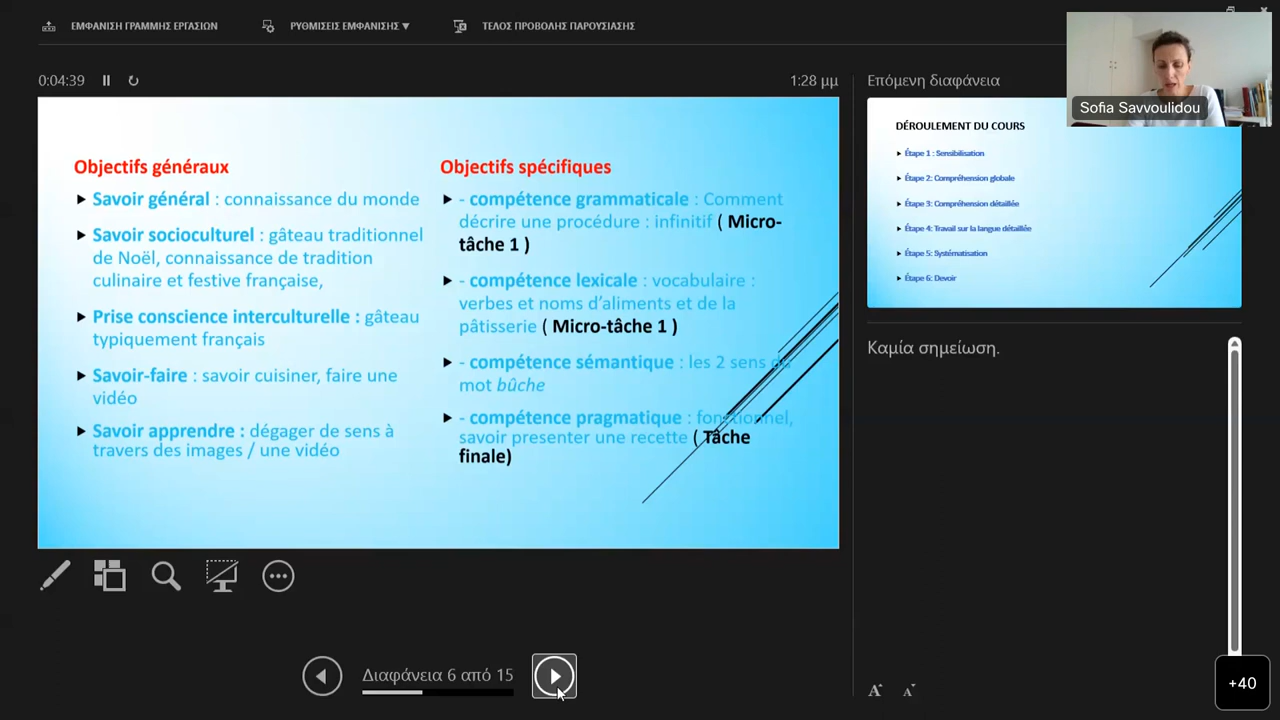 ΕΜΦΑΝΙΣΗ ΓΡΑΜΜΗΣ ΕΡΓΑΣΙΩΝ
ΡΥΘΜΙΣΕΙΣ ΕΜΦΑΝΙΣΗΣ ▼
ΤΕΛΟΣ ΠΡΟΒΟΛΗΣ ΠΑΡΟΥΣΙΑΣΗΣ
0:04:39
1:28 μμ
Objectifs généraux
Savoir général : connaissance du monde
Savoir socioculturel : gâteau traditionnel
de Noël, connaissance de tradition
culinaire et festive française,
Prise conscience interculturelle : gâteau
typiquement français
Savoir-faire : savoir cuisiner, faire une
vidéo
Savoir apprendre : dégager de sens à
travers des images / une vidéo
Objectifs spécifiques
- compétence grammaticale : Comment
décrire une procédure : infinitif ( Micro-
tâche 1 )
- compétence lexicale : vocabulaire :
verbes et noms d’aliments et de la
pâtisserie ( Micro-tâche 1 )
- compétence sémantique : les 2 sens du
mot bûche
- compétence pragmatique : fonctionnel,
savoir presenter une recette ( Tâche
finale)
Επόμενη διαφάνεια
Sofia Savvoulidou
DÉROULEMENT DU COURS
Étape 1 : Sensibilisation
Étape 2: Compréhension globale
Étape 3: Compréhension détaillée
Étape 4: Travail sur la langue détaillée
Étape 5: Systématisation
Étape 6: Devoir
Καμία σημείωση.
Διαφάνεια 6 από 15
A A
+40